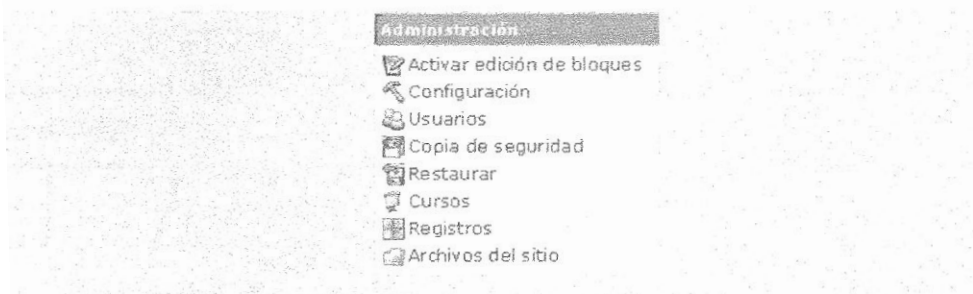 Administración
Activar edición de bloques
Configuración
Usuarios
Copia de seguridad
Restaurar
Cursos
Registros
Archivos del sitio